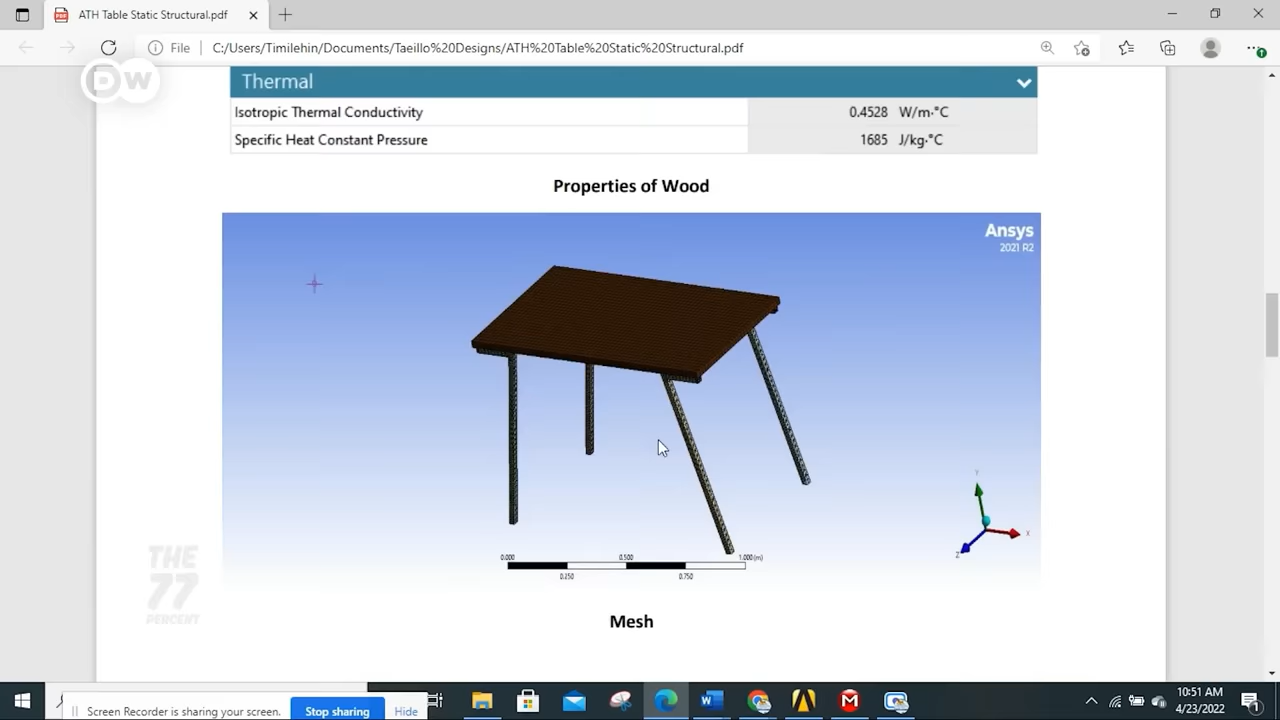 ATH Table Static Structural.pdf
File
C:/Users/Timilehin/Documents/Taeillo%20Designs/ATH%20Table%20Static%20Structural.pdf
DW
Thermal
Isotropic Thermal Conductivity 0.4528 W/m·°C
Specific Heat Constant Pressure 1685 J/kg·°C
Properties of Wood
Ansys
2021 R2
Y
X
Z
0.000 0.500 1.000 (m)
0.250 0.750
THE
77
PERCENT
Mesh
Screen Recorder is sharing your screen. Stop sharing Hide
10:51 AM
4/23/2022